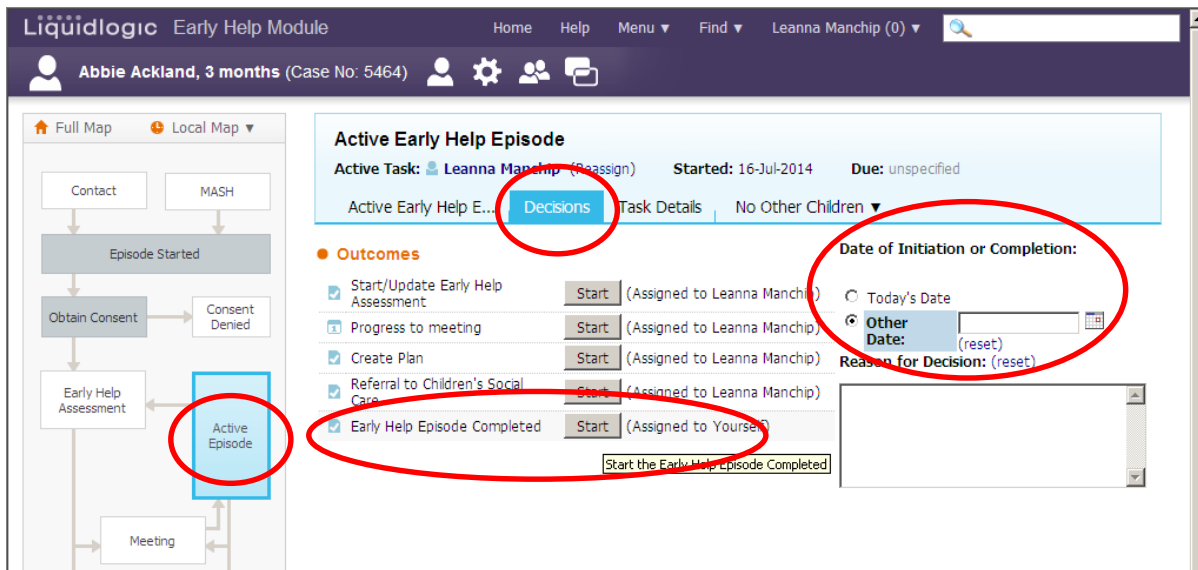 Liquidlogic Early Help Module Home Help Menu ▼ Find ▼ Leanna Manchip (0) ▼
Abbie Ackland, 3 months (Case No: 5464)
Full Map Local Map ▼
Contact
MASH
Episode Started
Obtain Consent
Consent
Denied
Early Help
Assessment
Active
Episode
Meeting
Active Early Help Episode
Active Task: Leanna Manchip (Reassign) Started: 16-Jul-2014 Due: unspecified
Active Early Help E... Decisions Task Details No Other Children ▼
Outcomes
Start/Update Early Help
Assessment Start (Assigned to Leanna Manchip)
Progress to meeting Start (Assigned to Leanna Manchip)
Create Plan Start (Assigned to Leanna Manchip)
Referral to Children's Social
Care Start (Assigned to Leanna Manchip)
Early Help Episode Completed Start (Assigned to Yourself)
Start the Early Help Episode Completed
Date of Initiation or Completion:
Today's Date
Other
Date: (reset)
Reason for Decision: (reset)